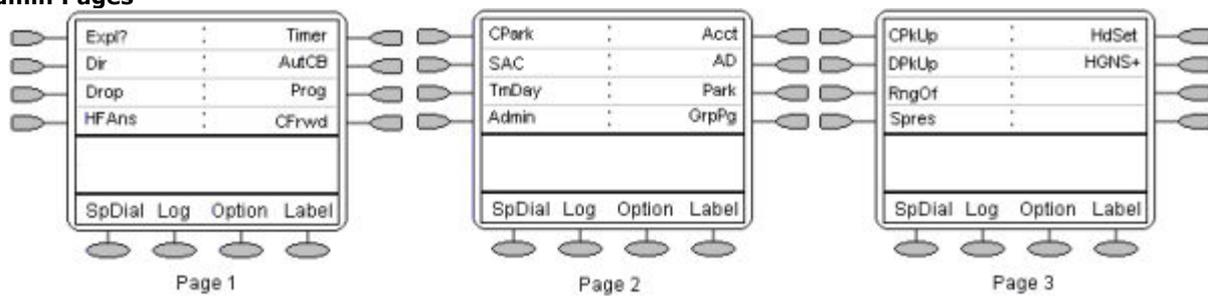 Admin Pages
Expl? : Timer
Dir : AutCB
Drop : Prog
HFAns : CFrwd
SpDial Log Option Label
Page 1
CPark : Acct
SAC : AD
TmDay : Park
Admin : GrpPg
SpDial Log Option Label
Page 2
CPkUp : HdSet
DPkUp : HGNS+
RngOf :
Spres :
SpDial Log Option Label
Page 3